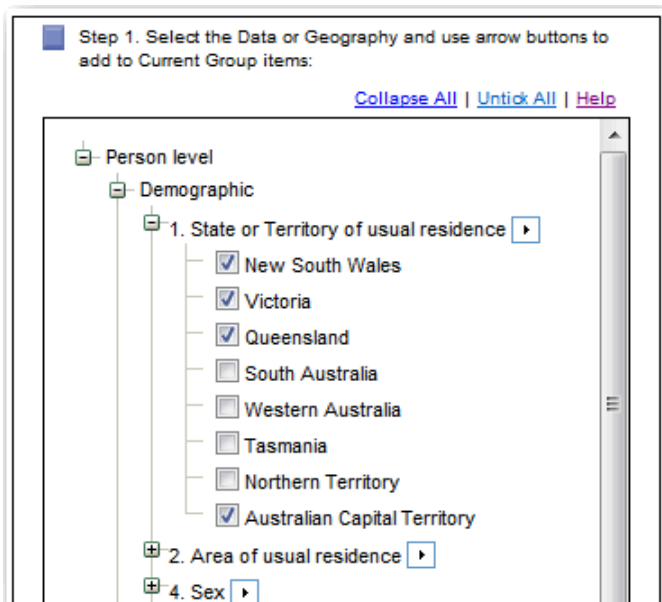 Step 1. Select the Data or Geography and use arrow buttons to
add to Current Group items:
Collapse All | Untick All | Help
Person level
Demographic
1. State or Territory of usual residence
New South Wales
Victoria
Queensland
South Australia
Western Australia
Tasmania
Northern Territory
Australian Capital Territory
2. Area of usual residence
4. Sex